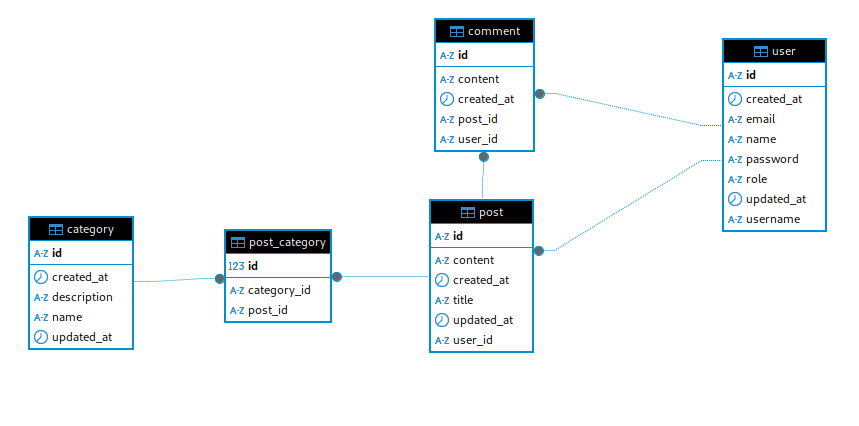 comment
A-Z id
A-Z content
created_at
A-Z post_id
A-Z user_id
user
A-Z id
created_at
A-Z email
A-Z name
A-Z password
A-Z role
updated_at
A-Z username
category
A-Z id
created_at
A-Z description
A-Z name
updated_at
post_category
123 id
A-Z category_id
A-Z post_id
post
A-Z id
A-Z content
created_at
A-Z title
updated_at
A-Z user_id